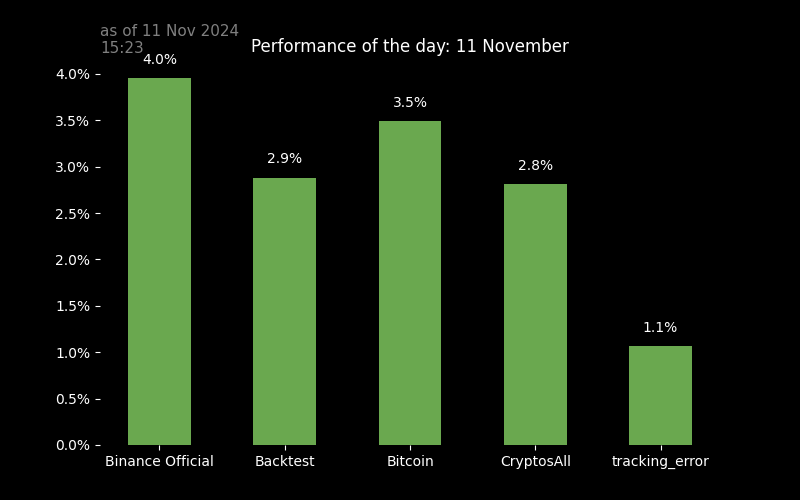 as of 11 Nov 2024
15:23
Performance of the day: 11 November
4.0%
2.9%
3.5%
2.8%
1.1%
4.0%
3.5%
3.0%
2.5%
2.0%
1.5%
1.0%
0.5%
0.0%
Binance Official
Backtest
Bitcoin
CryptosAll
tracking_error